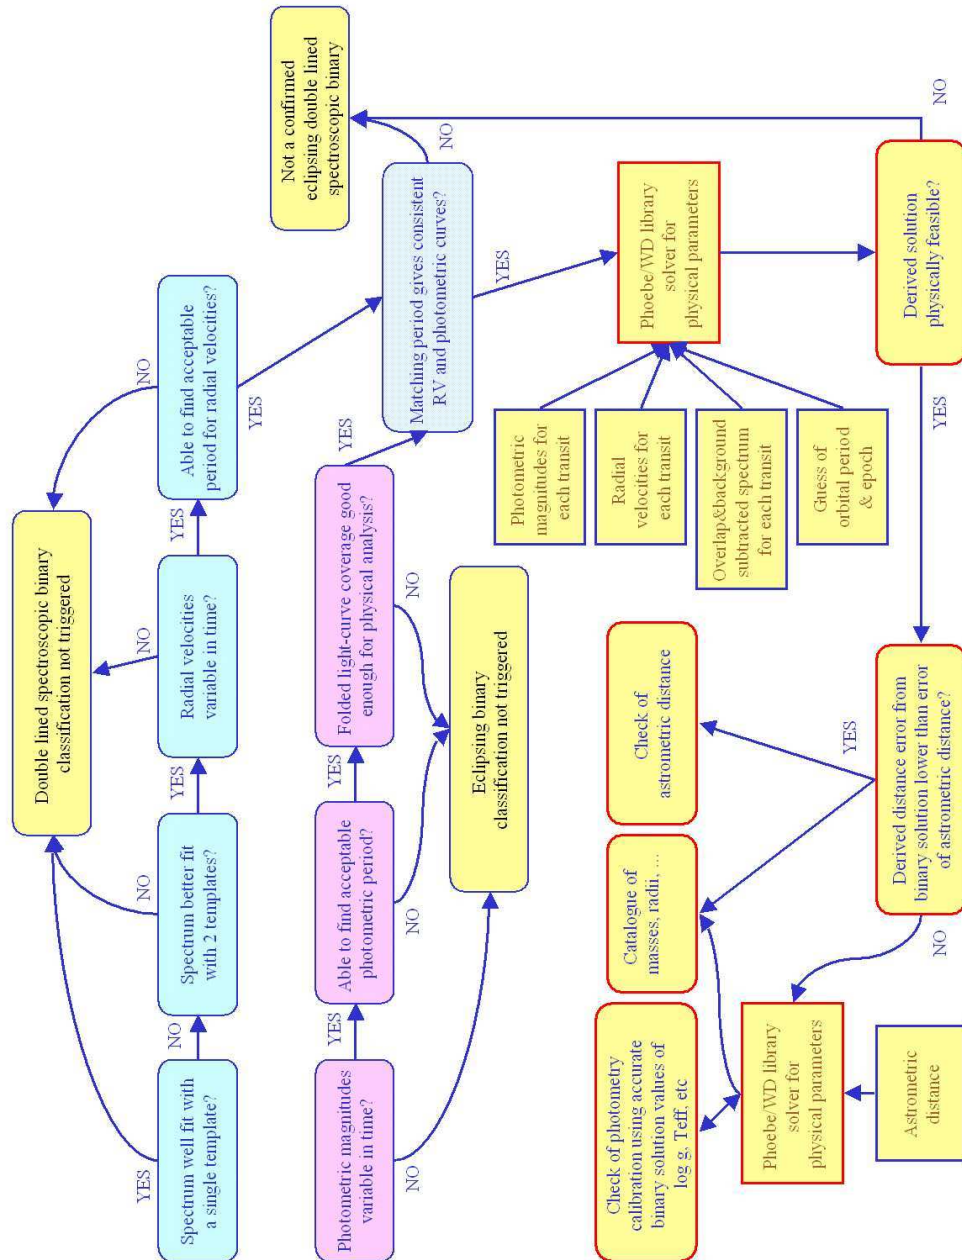 Double lined spectroscopic binary
classification not triggered
Not a confirmed
eclipsing double lined
spectroscopic binary
YES
NO
NO
NO
Spectrum well fit with
a single template?
NO
Spectrum better fit
with 2 templates?
YES
Radial velocities
variable in time?
YES
Able to find acceptable
period for radial velocities?
YES
NO
Photometric magnitudes
variable in time?
YES
Able to find acceptable
photometric period?
YES
Folded light-curve coverage good
enough for physical analysis?
YES
Matching period gives consistent
RV and photometric curves?
NO
NO
NO
YES
Eclipsing binary
classification not triggered
Photometric
magnitudes for
each transit
Radial
velocities for
each transit
Overlap&background
subtracted spectrum
for each transit
Guess of
orbital period
& epoch
Phoebe/WD library
solver for
physical parameters
NO
Check of photometry
calibration using accurate
binary solution values of
log g, Teff, etc
Catalogue of
masses, radii, ...
Check of
astrometric distance
Phoebe/WD library
solver for
physical parameters
YES
Astrometric
distance
NO
Derived distance error from
binary solution lower than error
of astrometric distance?
YES
Derived solution
physically feasible?